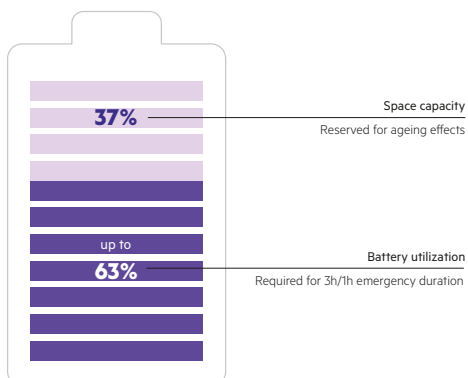 37%
Space capacity
Reserved for ageing effects
up to
63%
Battery utilization
Required for 3h/1h emergency duration